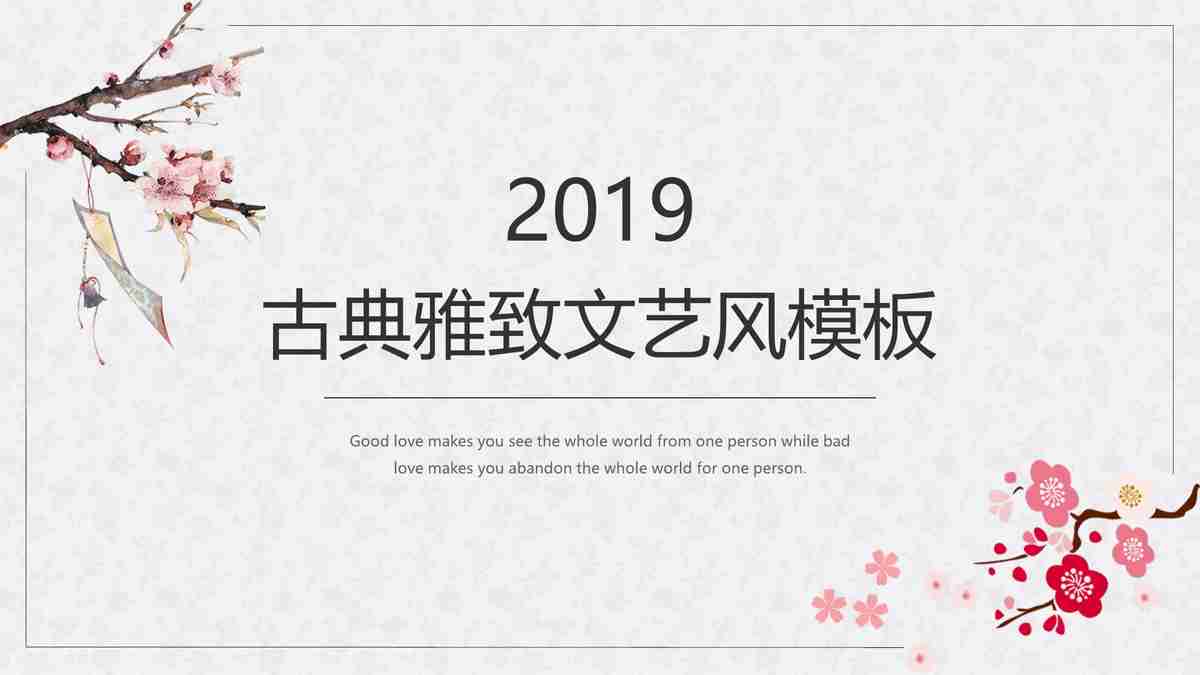 2019
古典雅致文艺风模板
Good love makes you see the whole world from one person while bad
love makes you abandon the whole world for one person.